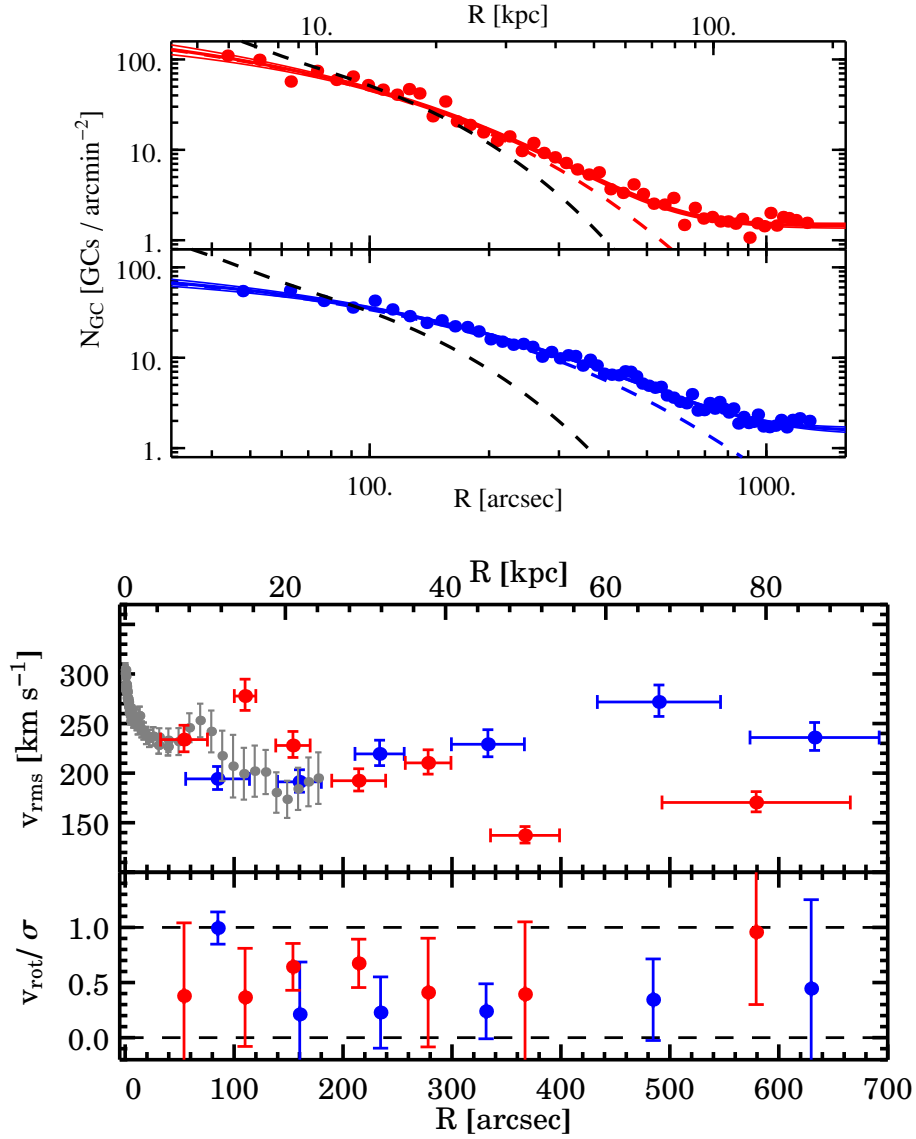 R [kpc]
10. 100.
100.
10.
1.
100.
10.
1.
N_GC [GCs / arcmin^−2]
100. 1000.
R [arcsec]
R [kpc]
0 20 40 60 80
300
250
200
150
v_rms [km s^−1]
1.0
0.5
0.0
v_rot / σ
0 100 200 300 400 500 600 700
R [arcsec]